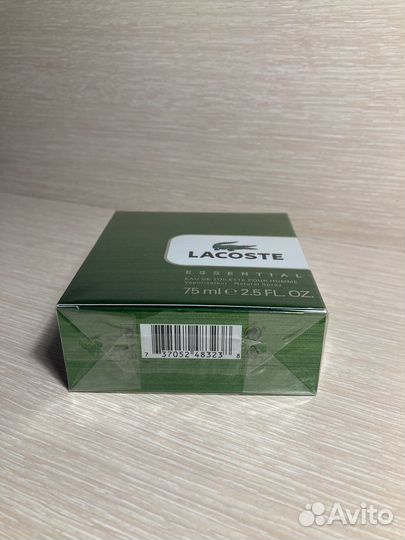 LACOSTE
ESSENTIAL
EAU DE TOILETTE POUR HOMME
Vaporisateur · Natural Spray
75 ml ℮ 2.5 FL. OZ.
7 37052 48323 8
Avito